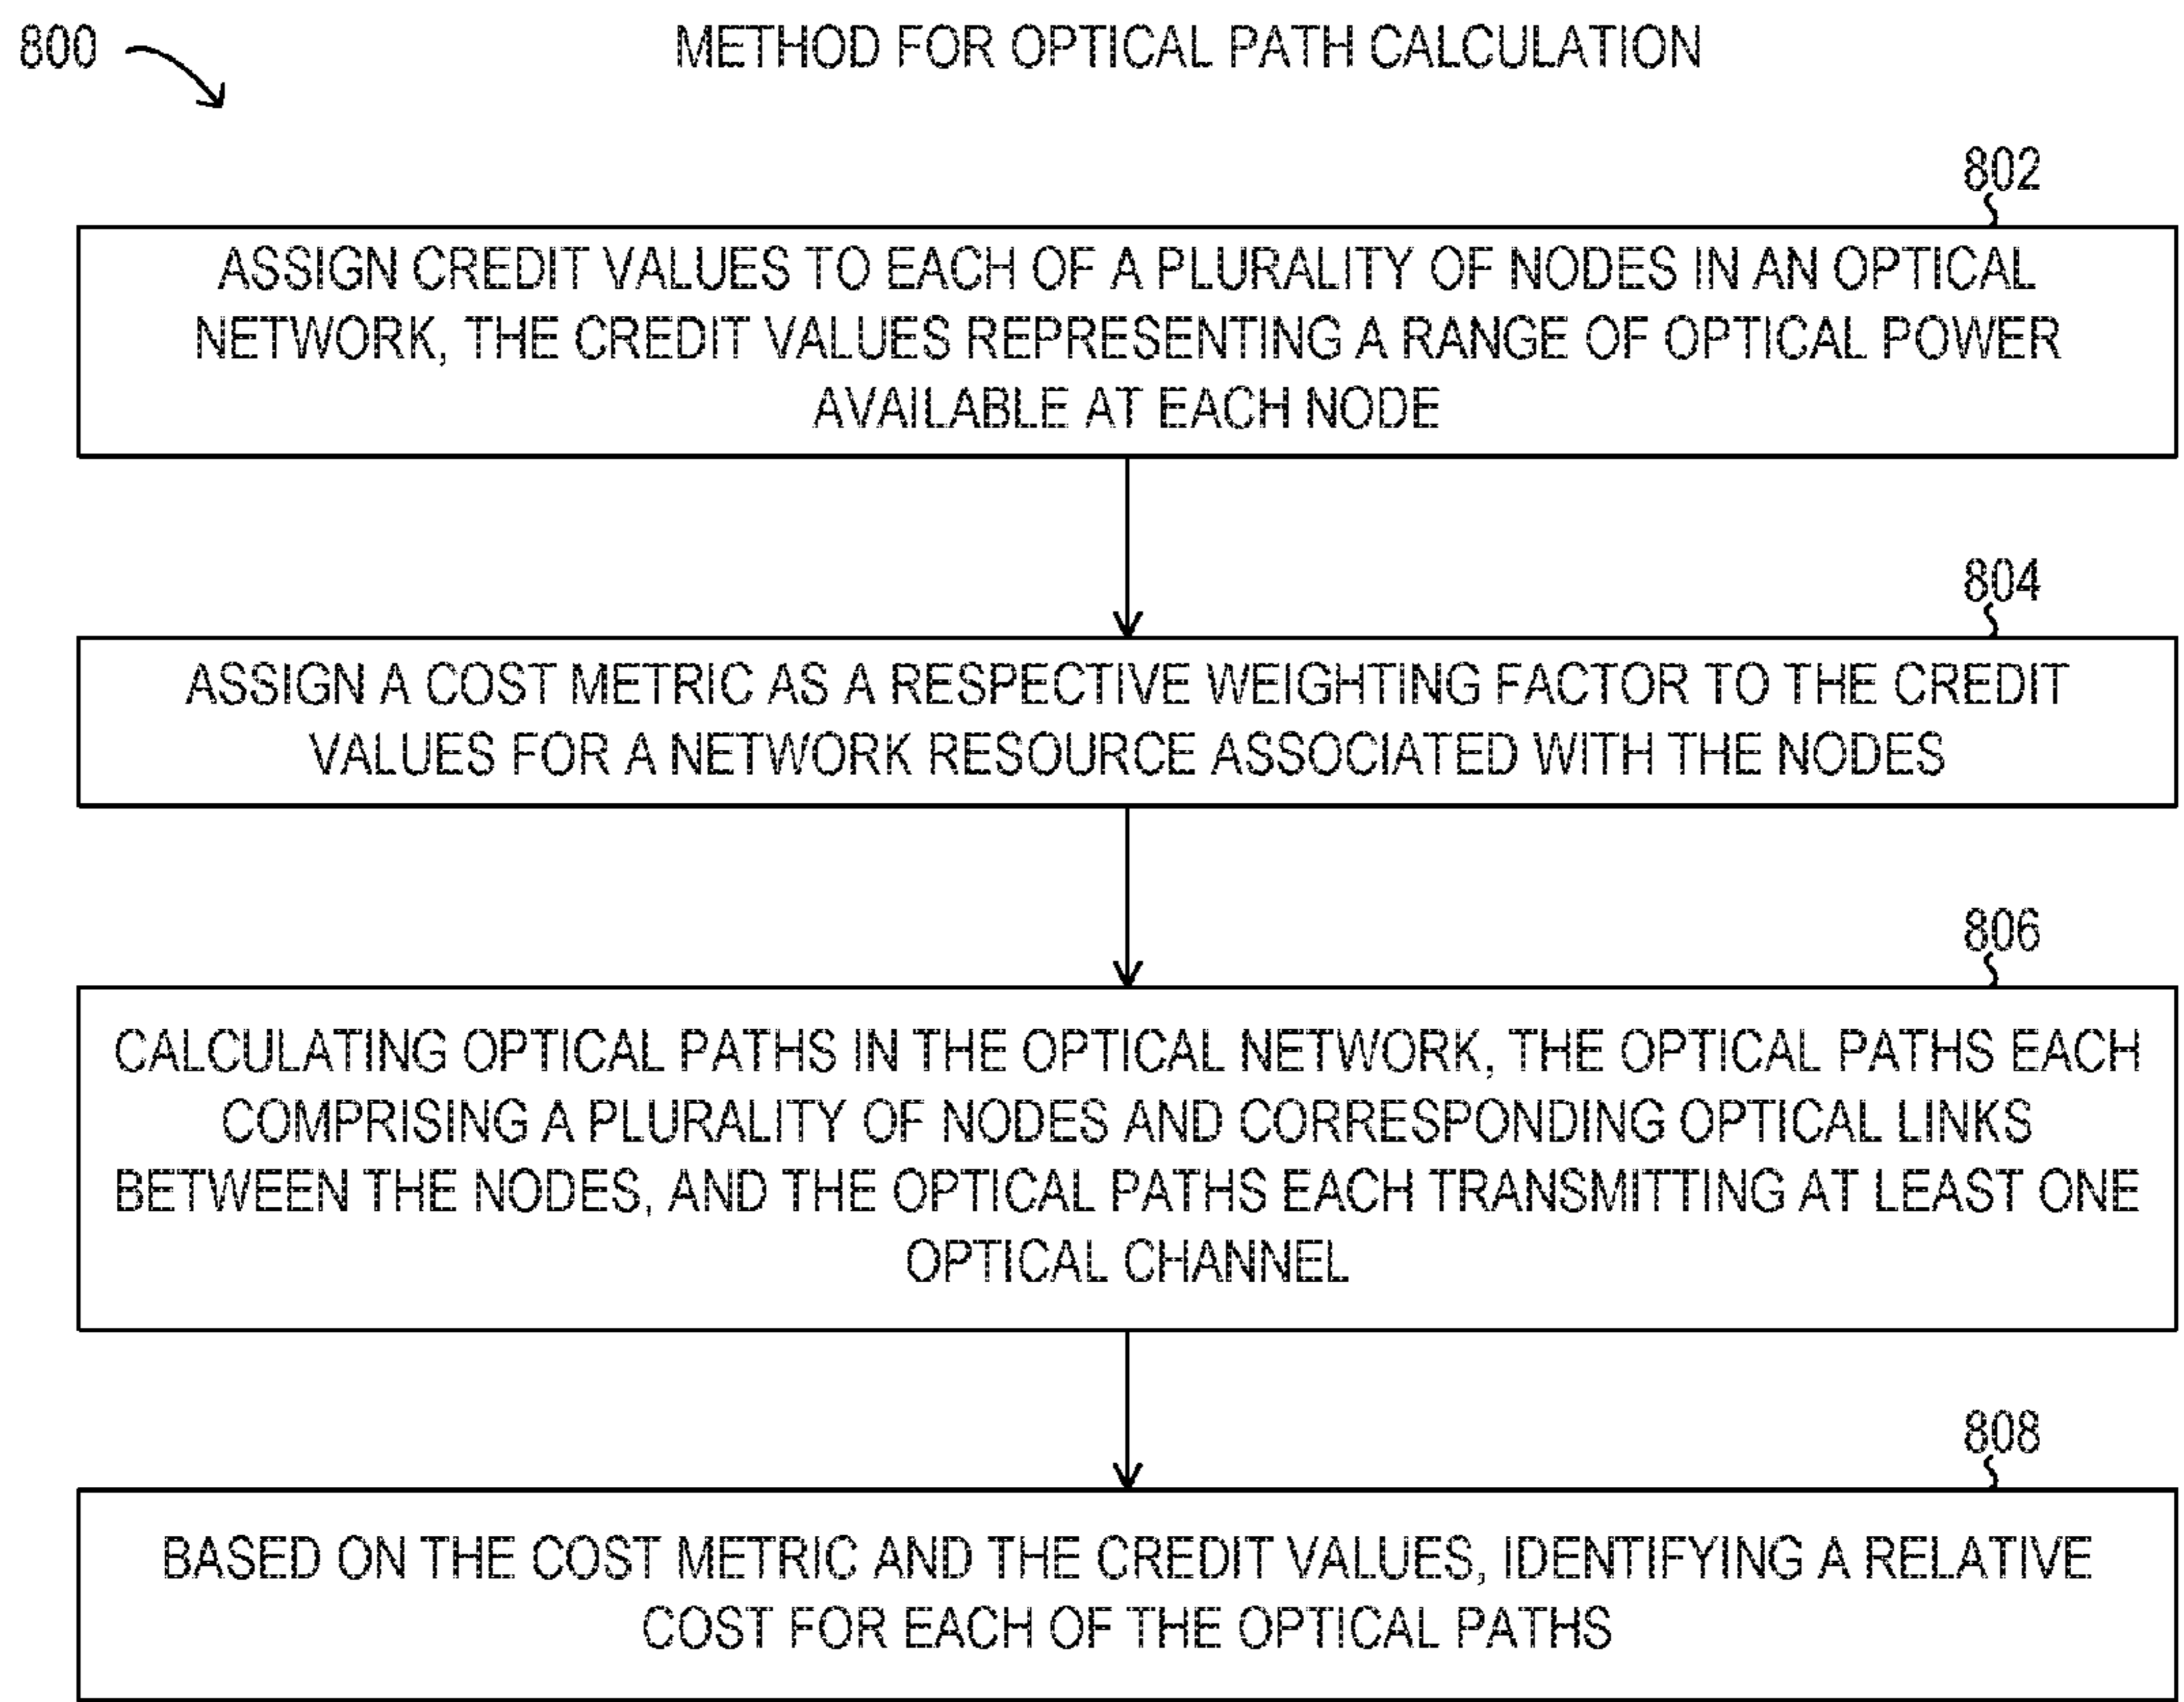 800
METHOD FOR OPTICAL PATH CALCULATION
802
ASSIGN CREDIT VALUES TO EACH OF A PLURALITY OF NODES IN AN OPTICAL
NETWORK, THE CREDIT VALUES REPRESENTING A RANGE OF OPTICAL POWER
AVAILABLE AT EACH NODE
804
ASSIGN A COST METRIC AS A RESPECTIVE WEIGHTING FACTOR TO THE CREDIT
VALUES FOR A NETWORK RESOURCE ASSOCIATED WITH THE NODES
806
CALCULATING OPTICAL PATHS IN THE OPTICAL NETWORK, THE OPTICAL PATHS EACH
COMPRISING A PLURALITY OF NODES AND CORRESPONDING OPTICAL LINKS
BETWEEN THE NODES, AND THE OPTICAL PATHS EACH TRANSMITTING AT LEAST ONE
OPTICAL CHANNEL
808
BASED ON THE COST METRIC AND THE CREDIT VALUES, IDENTIFYING A RELATIVE
COST FOR EACH OF THE OPTICAL PATHS